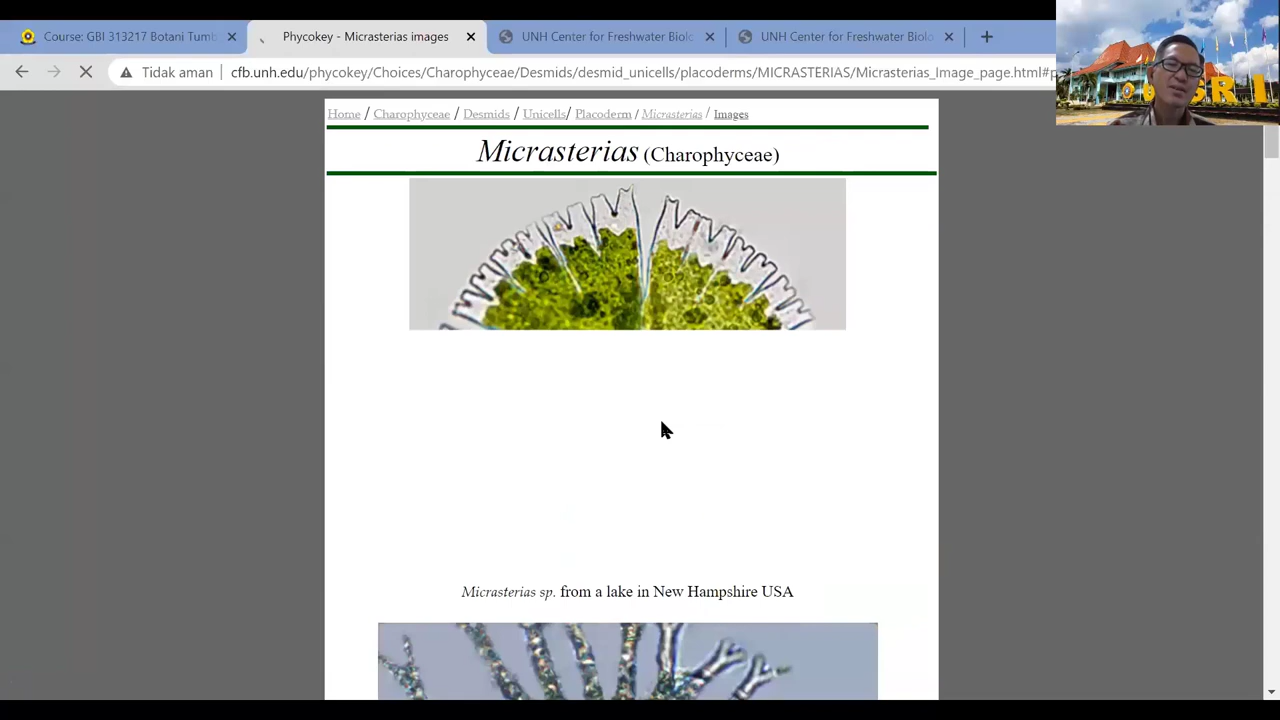 Course: GBI 313217 Botani Tumb
Phycokey - Micrasterias images
UNH Center for Freshwater Biolo
UNH Center for Freshwater Biolo
Tidak aman
cfb.unh.edu/phycokey/Choices/Charophyceae/Desmids/desmid_unicells/placoderms/MICRASTERIAS/Micrasterias_Image_page.html#p
Home / Charophyceae / Desmids / Unicells/ Placoderm / Micrasterias / Images
Micrasterias (Charophyceae)
Micrasterias sp. from a lake in New Hampshire USA